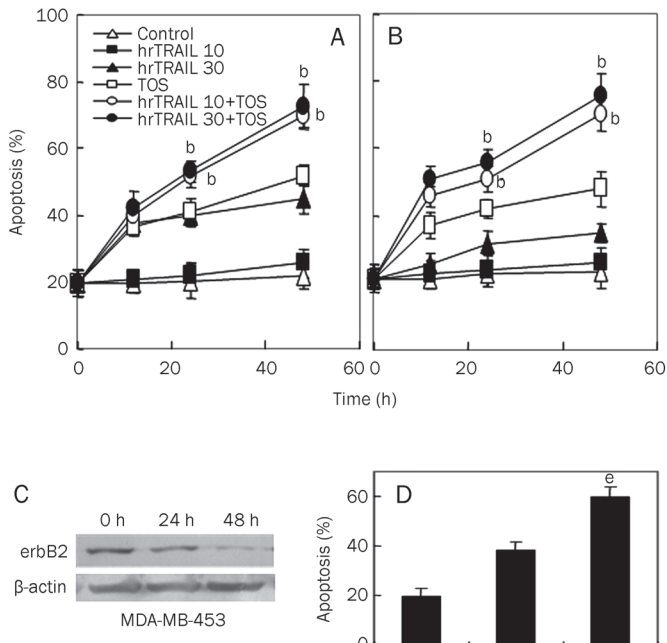 100
80
60
40
20
0
Apoptosis (%)
A
Control
hrTRAIL 10
hrTRAIL 30
TOS
hrTRAIL 10+TOS
hrTRAIL 30+TOS
b
b
b
b
0 20 40 60
B
b
b
b
b
0 20 40 60
Time (h)
C
0 h 24 h 48 h
erbB2
β-actin
MDA-MB-453
D
Apoptosis (%)
60
40
20
0
e